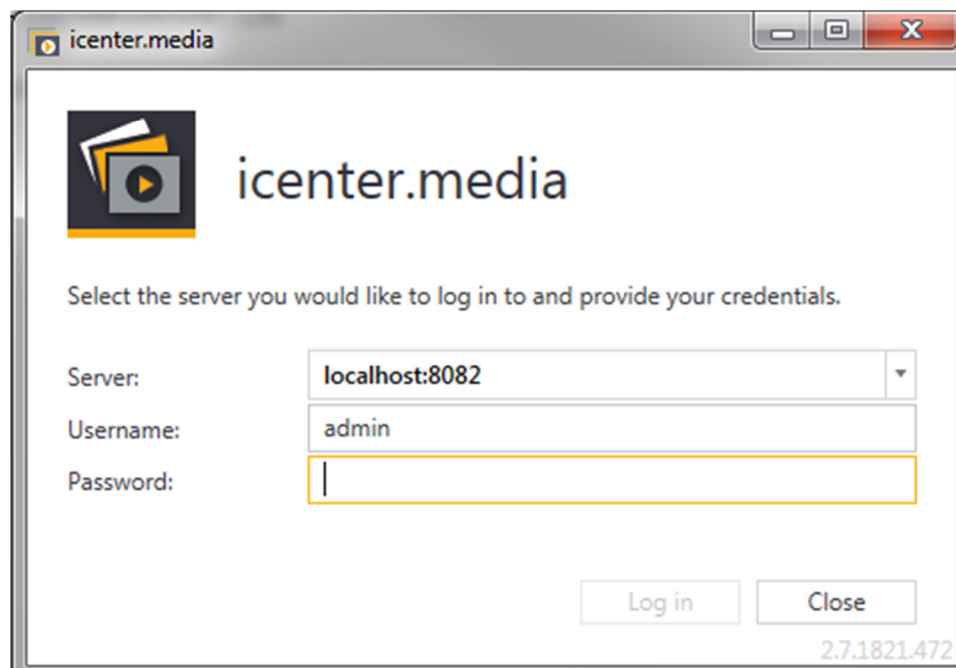 icenter.media
icenter.media
Select the server you would like to log in to and provide your credentials.
Server: localhost:8082
Username: admin
Password:
Log in Close
2.7.1821.472